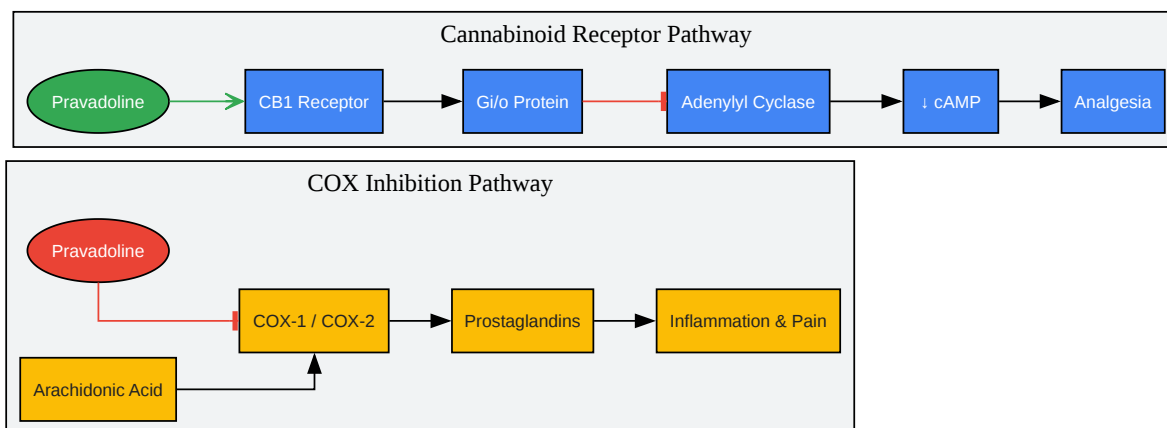 Cannabinoid Receptor Pathway
Pravadoline
CB1 Receptor
Gi/o Protein
Adenylyl Cyclase
↓ cAMP
Analgesia
COX Inhibition Pathway
Pravadoline
COX-1 / COX-2
Prostaglandins
Inflammation & Pain
Arachidonic Acid